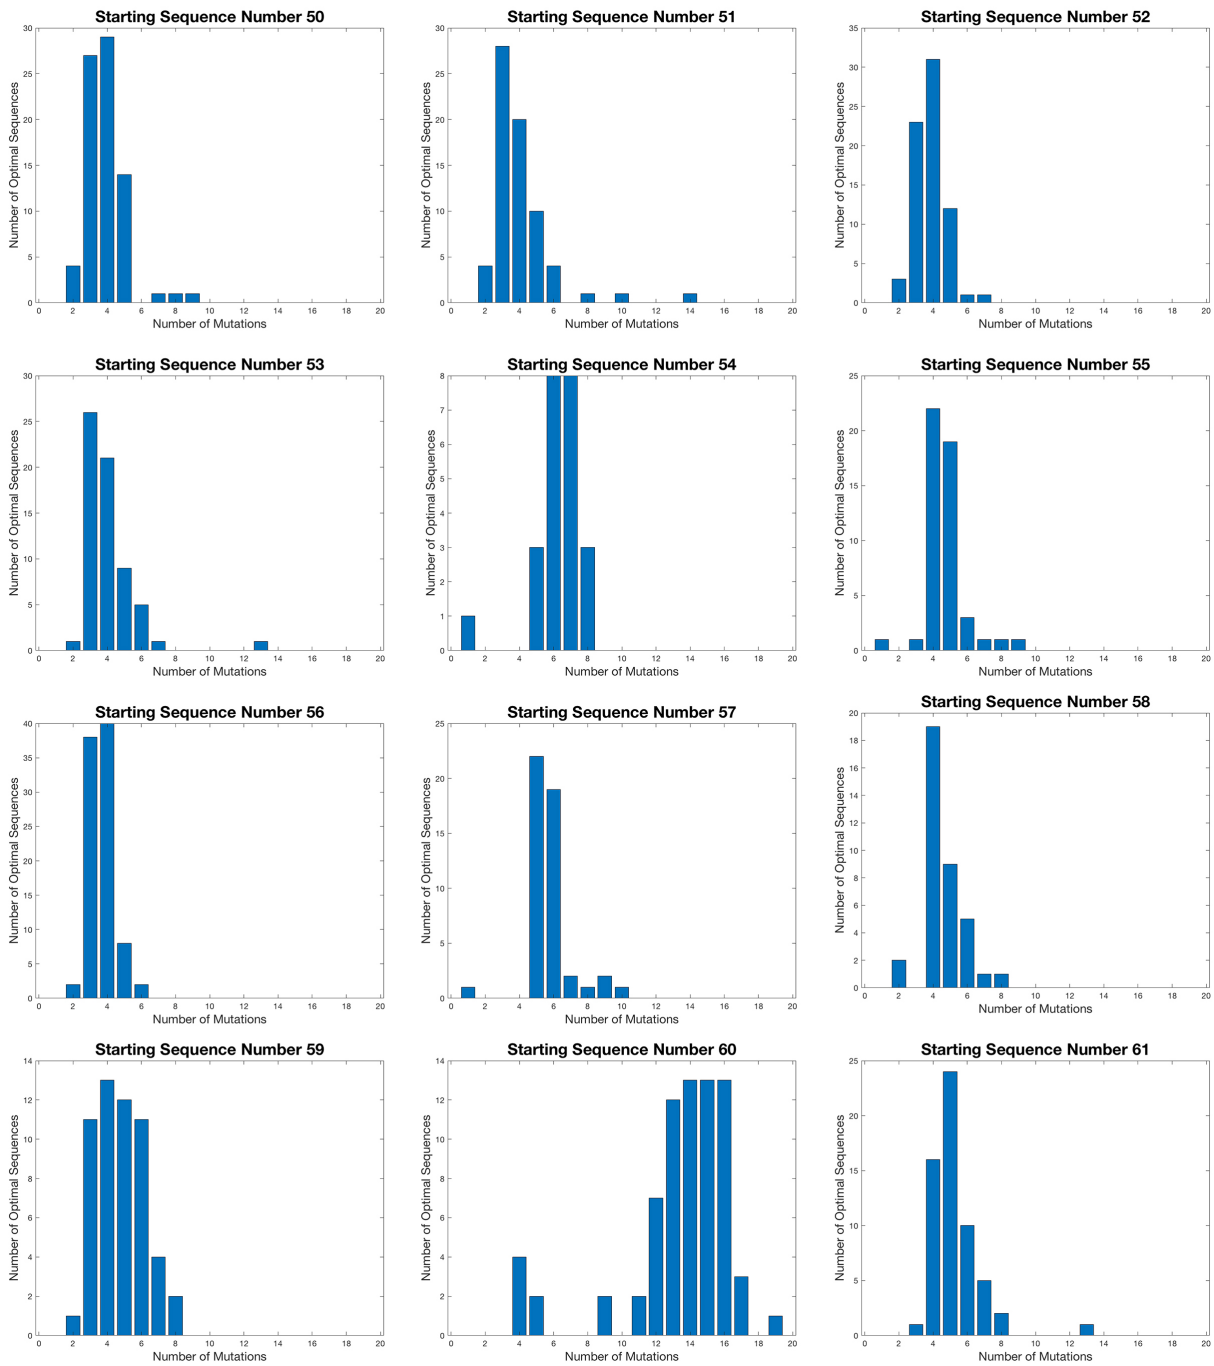 Starting Sequence Number 50
Number of Optimal Sequences
30
25
20
15
10
5
0
0 2 4 6 8 10 12 14 16 18 20
Number of Mutations
Starting Sequence Number 51
Number of Optimal Sequences
30
25
20
15
10
5
0
0 2 4 6 8 10 12 14 16 18 20
Number of Mutations
Starting Sequence Number 52
Number of Optimal Sequences
35
30
25
20
15
10
5
0
0 2 4 6 8 10 12 14 16 18 20
Number of Mutations
Starting Sequence Number 53
Number of Optimal Sequences
30
25
20
15
10
5
0
0 2 4 6 8 10 12 14 16 18 20
Number of Mutations
Starting Sequence Number 54
Number of Optimal Sequences
8
7
6
5
4
3
2
1
0
0 2 4 6 8 10 12 14 16 18 20
Number of Mutations
Starting Sequence Number 55
Number of Optimal Sequences
25
20
15
10
5
0
0 2 4 6 8 10 12 14 16 18 20
Number of Mutations
Starting Sequence Number 56
Number of Optimal Sequences
40
35
30
25
20
15
10
5
0
0 2 4 6 8 10 12 14 16 18 20
Number of Mutations
Starting Sequence Number 57
Number of Optimal Sequences
25
20
15
10
5
0
0 2 4 6 8 10 12 14 16 18 20
Number of Mutations
Starting Sequence Number 58
Number of Optimal Sequences
20
18
16
14
12
10
8
6
4
2
0
0 2 4 6 8 10 12 14 16 18 20
Number of Mutations
Starting Sequence Number 59
Number of Optimal Sequences
14
12
10
8
6
4
2
0
0 2 4 6 8 10 12 14 16 18 20
Number of Mutations
Starting Sequence Number 60
Number of Optimal Sequences
14
12
10
8
6
4
2
0
0 2 4 6 8 10 12 14 16 18 20
Number of Mutations
Starting Sequence Number 61
Number of Optimal Sequences
25
20
15
10
5
0
0 2 4 6 8 10 12 14 16 18 20
Number of Mutations